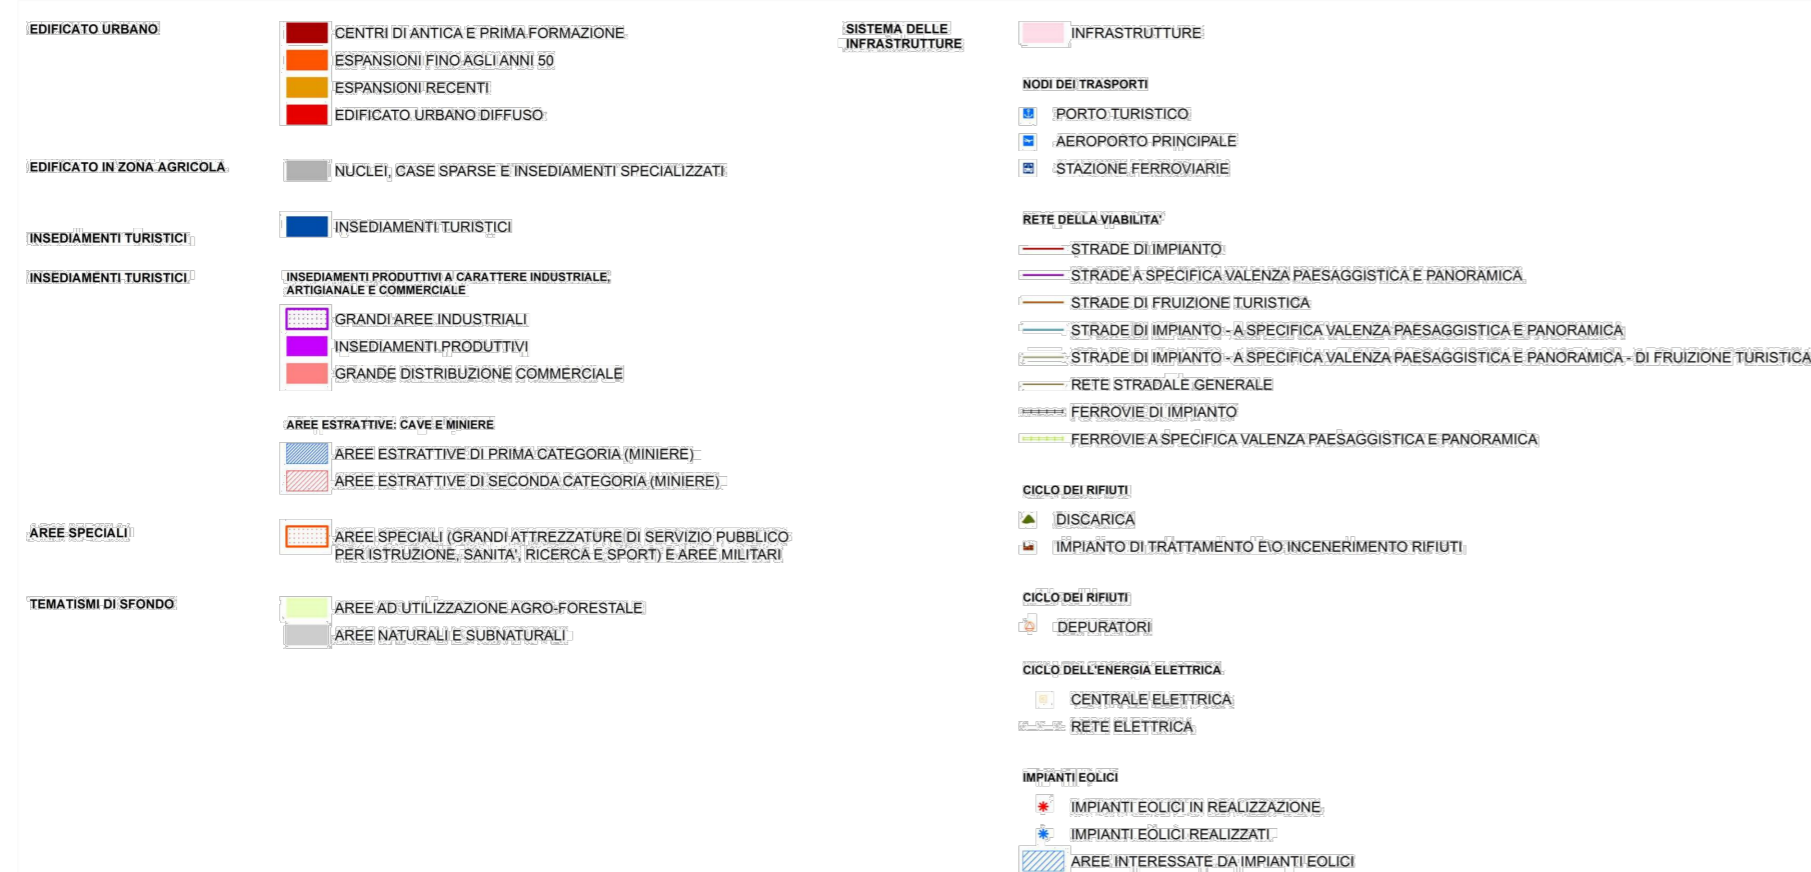 EDIFICATO URBANO
CENTRI DI ANTICA E PRIMA FORMAZIONE
ESPANSIONI FINO AGLI ANNI 50
ESPANSIONI RECENTI
EDIFICATO URBANO DIFFUSO
EDIFICATO IN ZONA AGRICOLA
NUCLEI, CASE SPARSE E INSEDIAMENTI SPECIALIZZATI
INSEDIAMENTI TURISTICI
INSEDIAMENTI TURISTICI
INSEDIAMENTI TURISTICI
INSEDIAMENTI PRODUTTIVI A CARATTERE INDUSTRIALE,
ARTIGIANALE E COMMERCIALE
GRANDI AREE INDUSTRIALI
INSEDIAMENTI PRODUTTIVI
GRANDE DISTRIBUZIONE COMMERCIALE
AREE ESTRATTIVE: CAVE E MINIERE
AREE ESTRATTIVE DI PRIMA CATEGORIA (MINIERE)
AREE ESTRATTIVE DI SECONDA CATEGORIA (MINIERE)
AREE SPECIALI
AREE SPECIALI (GRANDI ATTREZZATURE DI SERVIZIO PUBBLICO
PER ISTRUZIONE, SANITA', RICERCA E SPORT) E AREE MILITARI
TEMATISMI DI SFONDO
AREE AD UTILIZZAZIONE AGRO-FORESTALE
AREE NATURALI E SUBNATURALI
SISTEMA DELLE
INFRASTRUTTURE
INFRASTRUTTURE
NODI DEI TRASPORTI
PORTO TURISTICO
AEROPORTO PRINCIPALE
STAZIONE FERROVIARIE
RETE DELLA VIABILITA'
STRADE DI IMPIANTO
STRADE A SPECIFICA VALENZA PAESAGGISTICA E PANORAMICA
STRADE DI FRUIZIONE TURISTICA
STRADE DI IMPIANTO - A SPECIFICA VALENZA PAESAGGISTICA E PANORAMICA
STRADE DI IMPIANTO - A SPECIFICA VALENZA PAESAGGISTICA E PANORAMICA - DI FRUIZIONE TURISTICA
RETE STRADALE GENERALE
FERROVIE DI IMPIANTO
FERROVIE A SPECIFICA VALENZA PAESAGGISTICA E PANORAMICA
CICLO DEI RIFIUTI
DISCARICA
IMPIANTO DI TRATTAMENTO E\O INCENERIMENTO RIFIUTI
CICLO DEI RIFIUTI
DEPURATORI
CICLO DELL'ENERGIA ELETTRICA
CENTRALE ELETTRICA
RETE ELETTRICA
IMPIANTI EOLICI
IMPIANTI EOLICI IN REALIZZAZIONE
IMPIANTI EOLICI REALIZZATI
AREE INTERESSATE DA IMPIANTI EOLICI